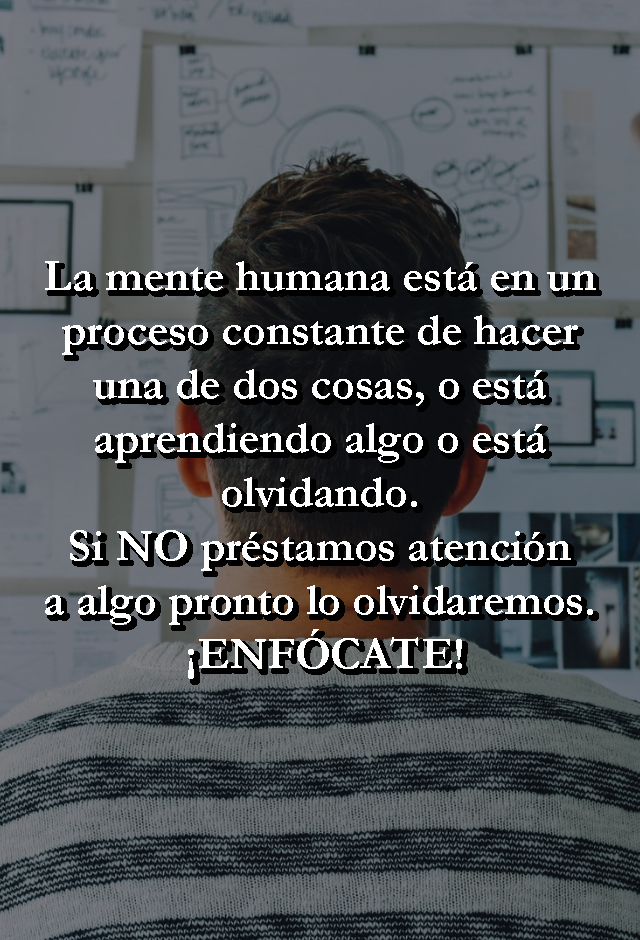 La mente humana está en un
proceso constante de hacer
una de dos cosas, o está
aprendiendo algo o está
olvidando.
Si NO préstamos atención
a algo pronto lo olvidaremos.
¡ENFÓCATE!